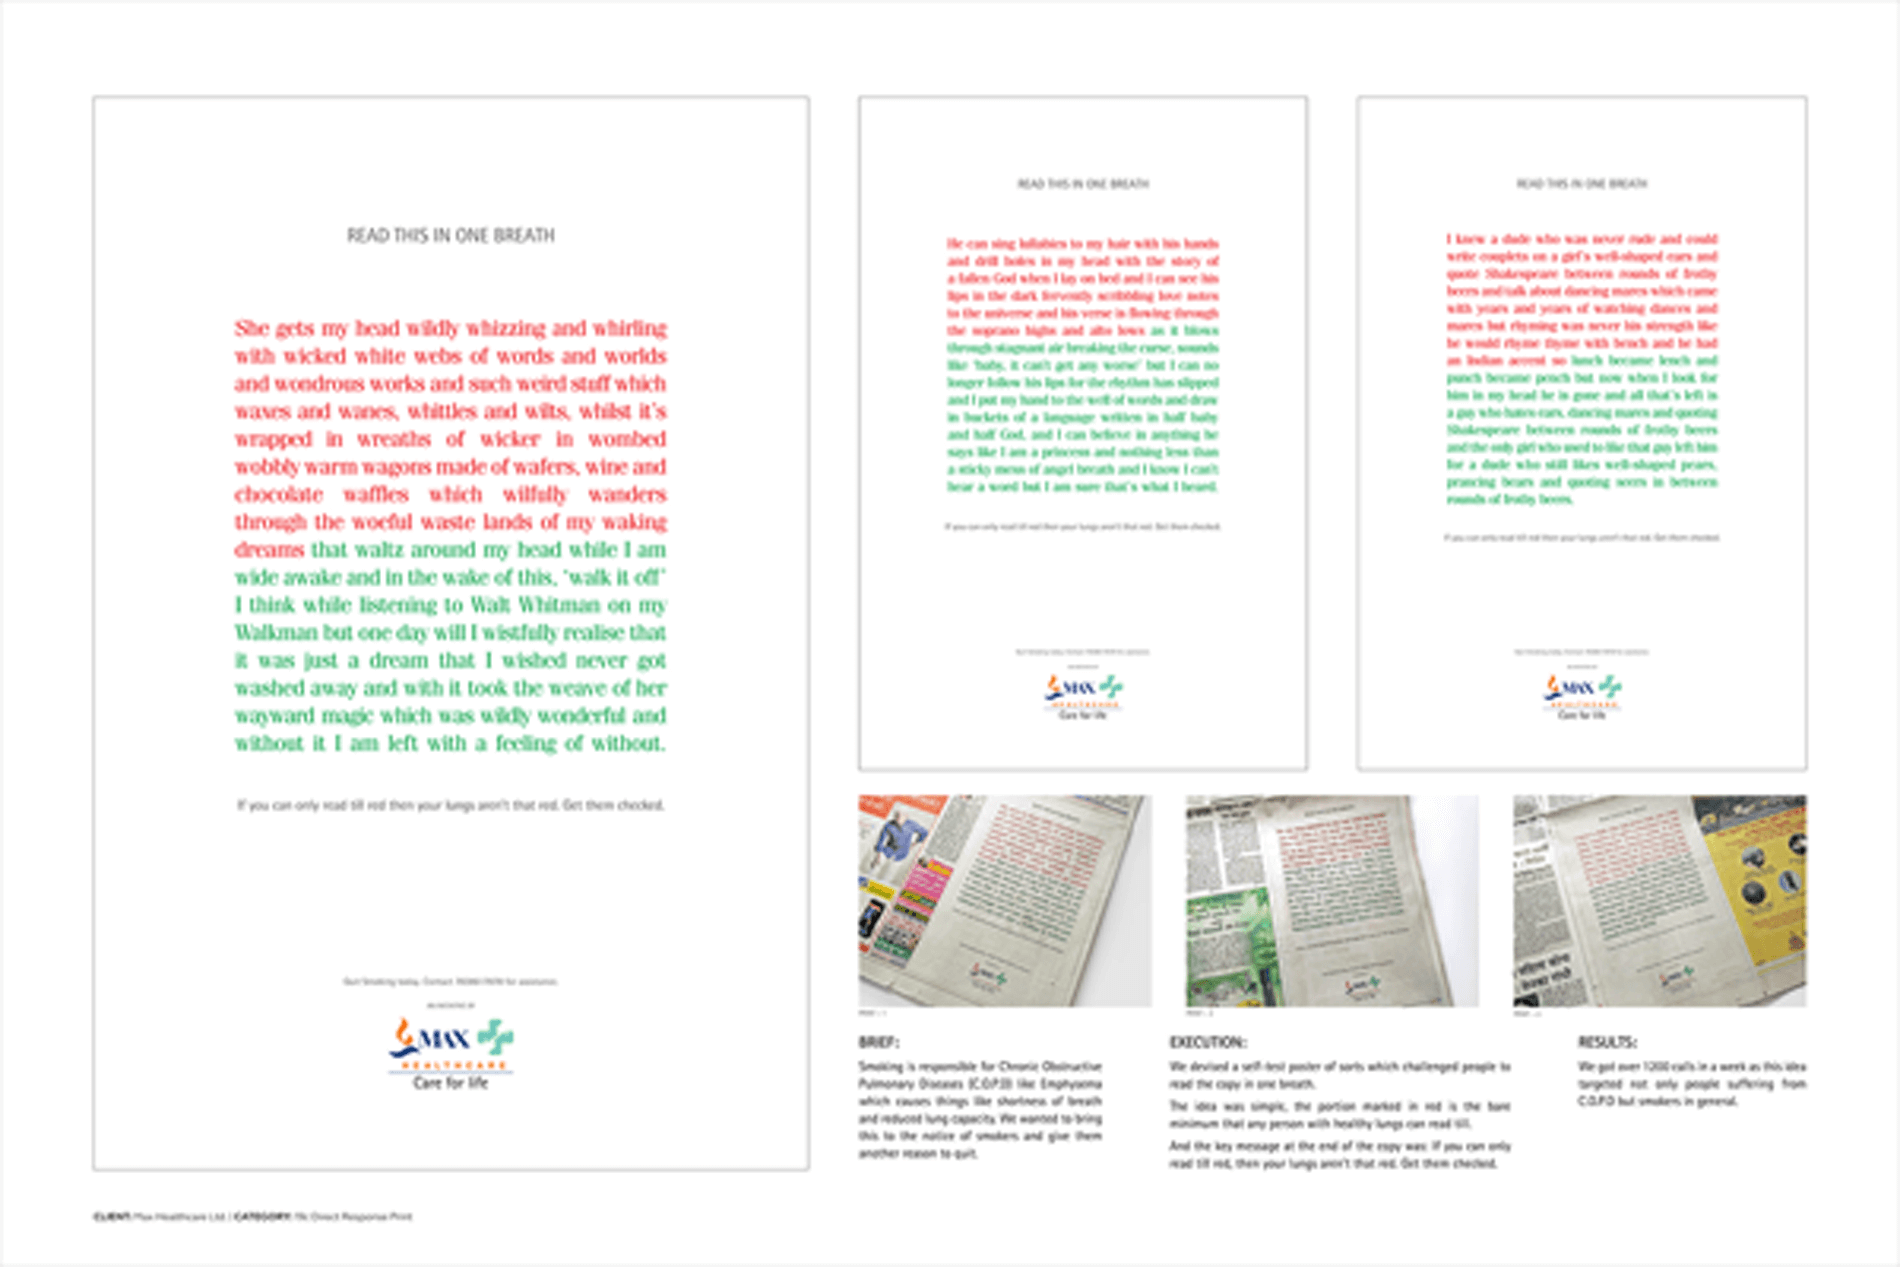 READ THIS IN ONE BREATH
She gets my head wildly whizzing and whirling
with wicked white webs of words and worlds
and wondrous works and such weird stuff which
waxes and wanes, whittles and wilts, whilst it's
wrapped in wreaths of wicker in wombed
wobbly warm wagons made of wafers, wine and
chocolate waffles which wilfully wanders
through the woeful waste lands of my waking
dreams that waltz around my head while I am
wide awake and in the wake of this, 'walk it off'
I think while listening to Walt Whitman on my
Walkman but one day will I wistfully realise that
it was just a dream that I wished never got
washed away and with it took the weave of her
wayward magic which was wildly wonderful and
without it I am left with a feeling of without.
If you can only read till red then your lungs aren't that red. Get them checked.
Quit Smoking today. Contact for assistance.
MAX
HEALTHCARE
Care for life
READ THIS IN ONE BREATH
He can sing lullabies to my hair with his hands
and drill holes in my head with the story of
a fallen God when I lay on bed and I can see his
lips in the dark fervently scribbling love notes
to the universe and his verse is flowing through
the soprano highs and alto lows as it blows
through stagnant air breaking the curse, sounds
like 'baby, it can't get any worse' but I can no
longer follow his lips for the rhythm has slipped
and I put my hand to the well of words and draw
in buckets of a language written in half baby
and half God, and I can believe in anything he
says like I am a princess and nothing less than
a sticky mess of angel breath and I know I can't
hear a word but I am sure that's what I heard.
If you can only read till red then your lungs aren't that red. Get them checked.
MAX
HEALTHCARE
Care for life
READ THIS IN ONE BREATH
I knew a dude who was never rude and could
write couplets on a girl's well-shaped ears and
quote Shakespeare between rounds of frothy
beers and talk about dancing mares which came
with years and years of watching dances and
mares but rhyming was never his strength like
he would rhyme thyme with bench and he had
an Indian accent so lunch became lench and
punch became pench but now when I look for
him in my head he is gone and all that's left is
a guy who hates ears, dancing mares and quoting
Shakespeare between rounds of frothy beers
and the only girl who used to like that guy left him
for a dude who still likes well-shaped pears,
prancing bears and quoting seers in between
rounds of frothy beers.
If you can only read till red then your lungs aren't that red. Get them checked.
MAX
HEALTHCARE
Care for life
BRIEF:
Smoking is responsible for Chronic Obstructive
Pulmonary Diseases (C.O.P.D) like Emphysema
which causes things like shortness of breath
and reduced lung capacity. We wanted to bring
this to the notice of smokers and give them
another reason to quit.
EXECUTION:
We devised a self-test poster of sorts which challenged people to
read the copy in one breath.
The idea was simple, the portion marked in red is the bare
minimum that any person with healthy lungs can read till.
And the key message at the end of the copy was: If you can only
read till red, then your lungs aren't that red. Get them checked.
RESULTS:
We got over 1200 calls in a week as this idea
targeted not only people suffering from
C.O.P.D but smokers in general.
CLIENT: Max Healthcare Ltd. | CATEGORY: Direct Response Print